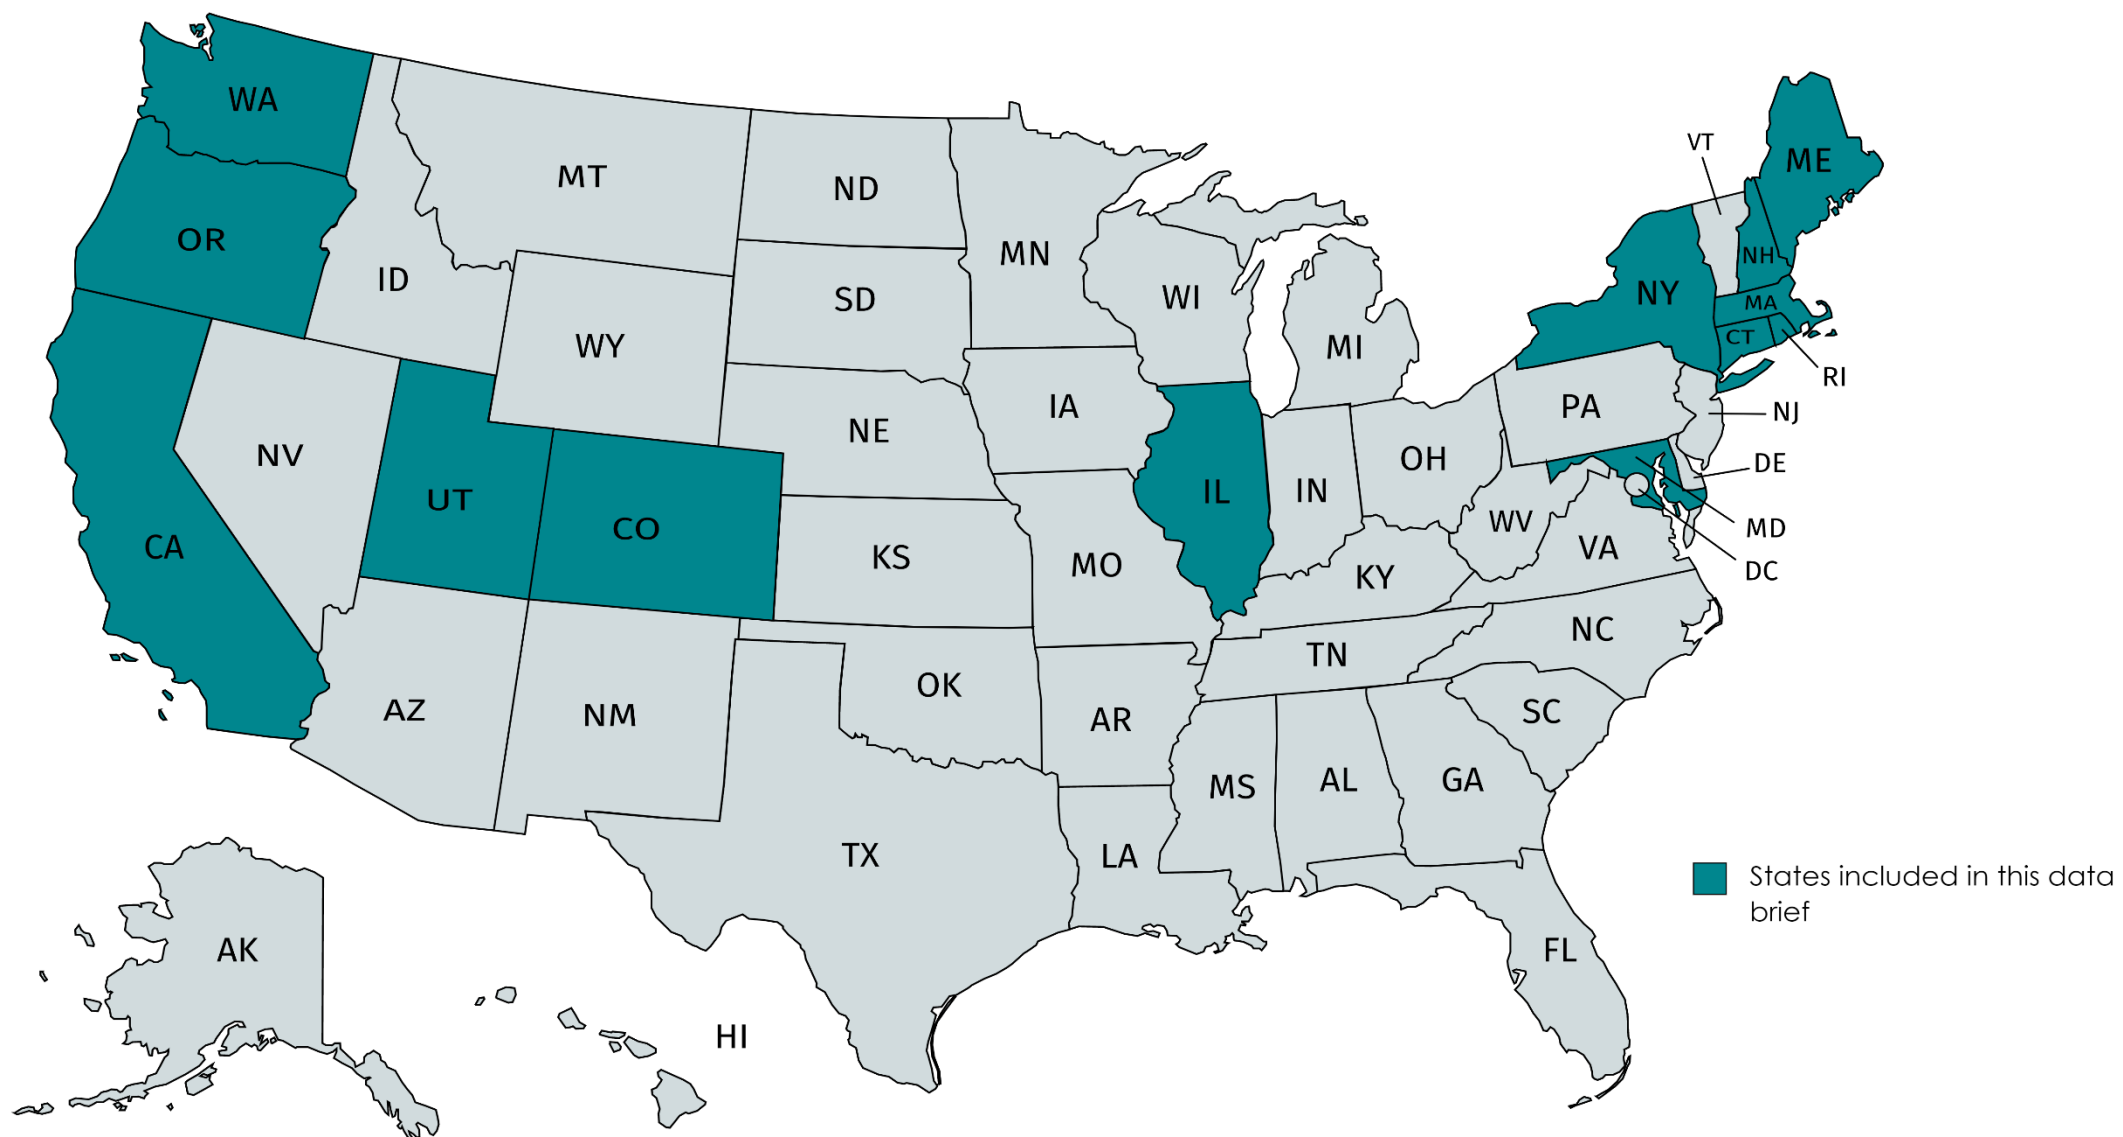 WA
VT
ME
MT
ND
OR
MN
NH
ID
NY
SD
WI
MA
CT
WY
MI
RI
IA
PA
NJ
NE
NV
OH
DE
UT
IL
IN
CO
WV
MD
CA
KS
MO
VA
KY
DC
NC
TN
OK
AZ
NM
AR
SC
MS
AL
GA
TX
LA
States included in this data
brief
AK
FL
HI